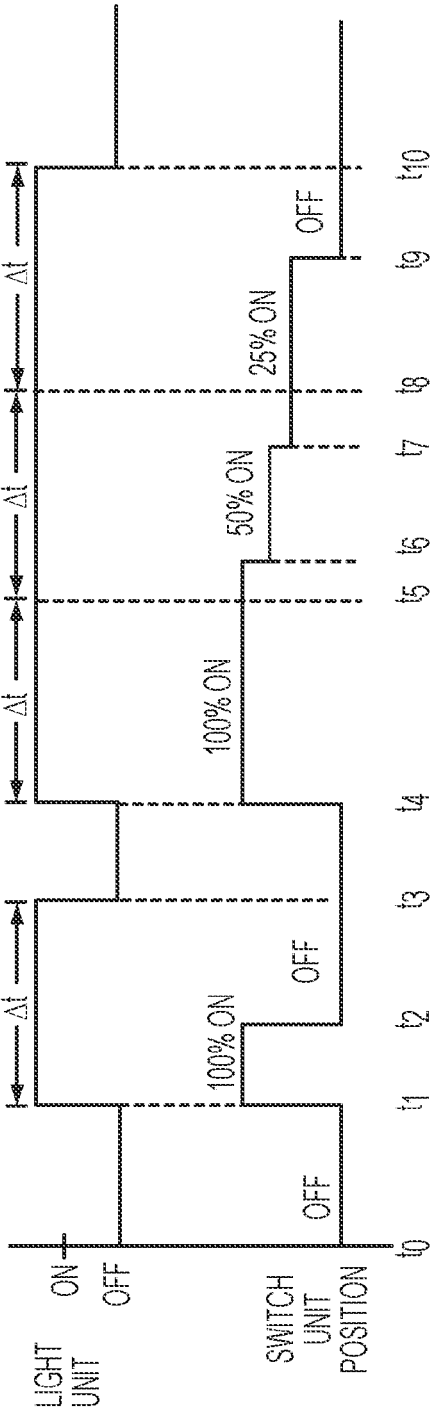 LIGHT
UNIT
ON
OFF
Δt
Δt
Δt
Δt
SWITCH
UNIT
POSITION
OFF
100% ON
OFF
100% ON
50% ON
25% ON
OFF
t0
t1
t2
t3
t4
t5
t6
t7
t8
t9
t10